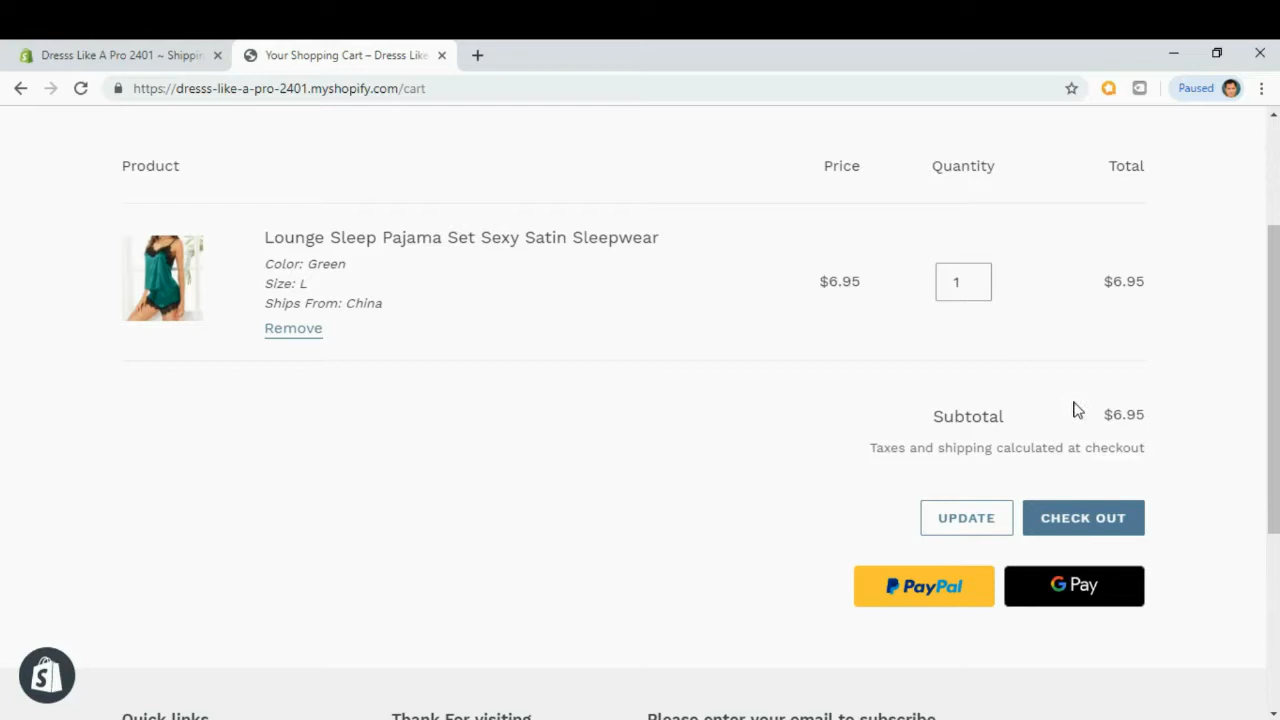 Dresss Like A Pro 2401 ~ Shippin
Your Shopping Cart – Dresss Like
https://dresss-like-a-pro-2401.myshopify.com/cart
Paused
Product Price Quantity Total
Lounge Sleep Pajama Set Sexy Satin Sleepwear
Color: Green
Size: L
Ships From: China
Remove
$6.95 1 $6.95
Subtotal $6.95
Taxes and shipping calculated at checkout
UPDATE CHECK OUT
PayPal G Pay
Quick links Thank For visiting Please enter your email to subscribe